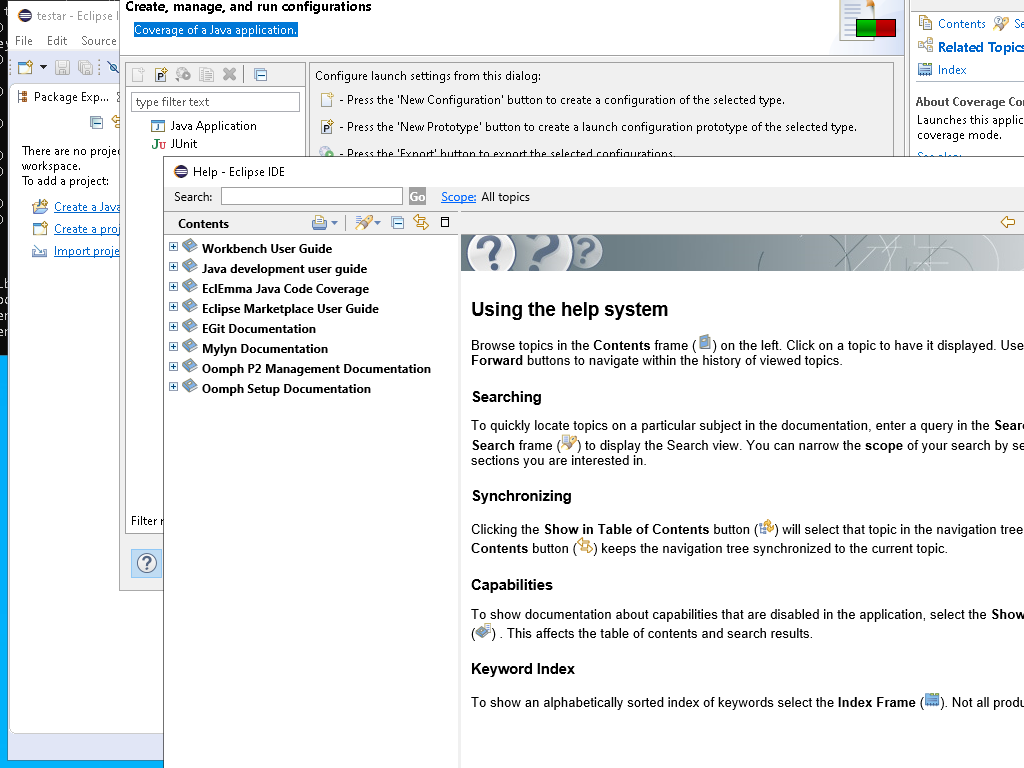 testar - Eclipse I
File Edit Source
Package Exp...
There are no proje
workspace.
To add a project:
Create a Java
Create a proj
Import proje
Create, manage, and run configurations
Coverage of a Java application.
type filter text
Java Application
JUnit
Filter
Configure launch settings from this dialog:
- Press the 'New Configuration' button to create a configuration of the selected type.
- Press the 'New Prototype' button to create a launch configuration prototype of the selected type.
- Press the 'Export' button to export the selected configurations.
Contents Se
Related Topics
Index
About Coverage Co
Launches this applic
coverage mode.
See also:
Help - Eclipse IDE
Search: Go Scope: All topics
Contents
Workbench User Guide
Java development user guide
EclEmma Java Code Coverage
Eclipse Marketplace User Guide
EGit Documentation
Mylyn Documentation
Oomph P2 Management Documentation
Oomph Setup Documentation
Using the help system
Browse topics in the Contents frame ( ) on the left. Click on a topic to have it displayed. Use
Forward buttons to navigate within the history of viewed topics.
Searching
To quickly locate topics on a particular subject in the documentation, enter a query in the Sear
Search frame ( ) to display the Search view. You can narrow the scope of your search by se
sections you are interested in.
Synchronizing
Clicking the Show in Table of Contents button ( ) will select that topic in the navigation tree
Contents button ( ) keeps the navigation tree synchronized to the current topic.
Capabilities
To show documentation about capabilities that are disabled in the application, select the Show
( ) . This affects the table of contents and search results.
Keyword Index
To show an alphabetically sorted index of keywords select the Index Frame ( ). Not all produ